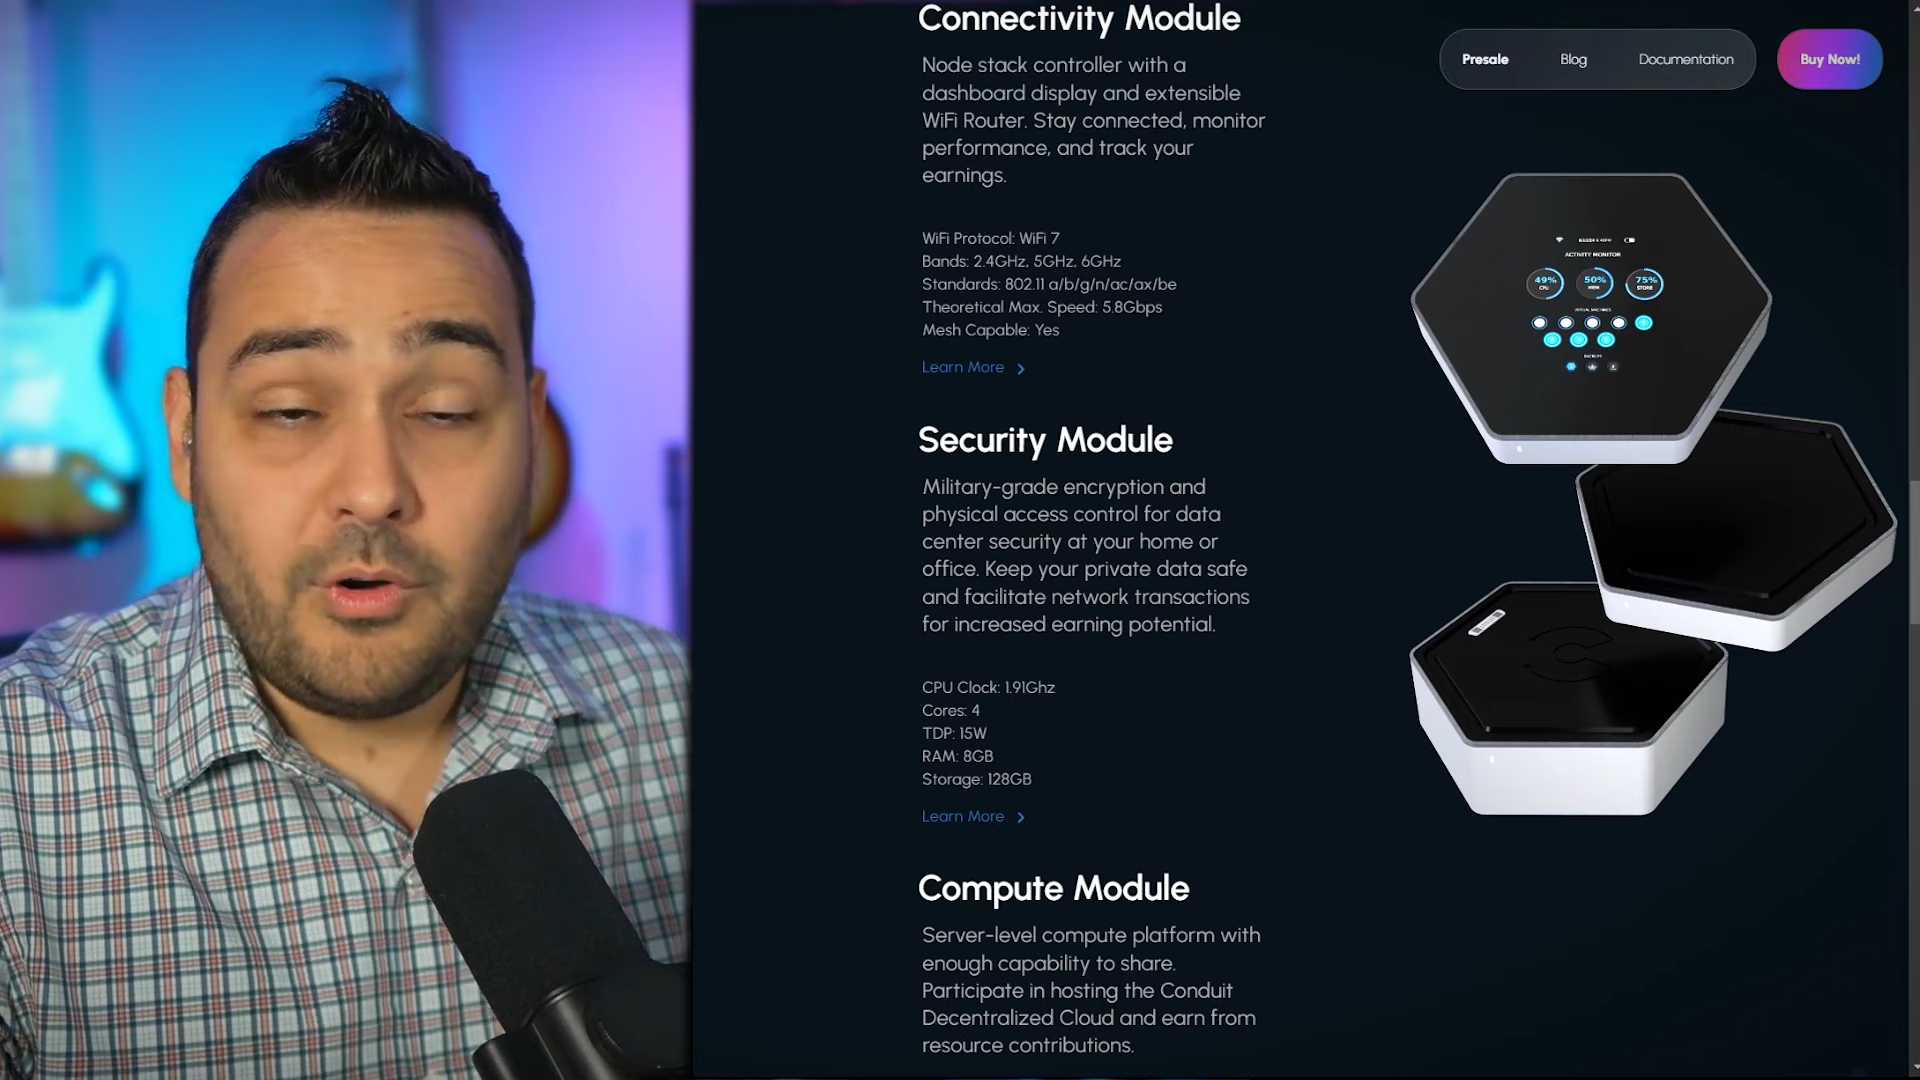 Connectivity Module
Node stack controller with a
dashboard display and extensible
WiFi Router. Stay connected, monitor
performance, and track your
earnings.
WiFi Protocol: WiFi 7
Bands: 2.4GHz, 5GHz, 6GHz
Standards: 802.11 a/b/g/n/ac/ax/be
Theoretical Max. Speed: 5.8Gbps
Mesh Capable: Yes
Learn More
Security Module
Military-grade encryption and
physical access control for data
center security at your home or
office. Keep your private data safe
and facilitate network transactions
for increased earning potential.
CPU Clock: 1.91Ghz
Cores: 4
TDP: 15W
RAM: 8GB
Storage: 128GB
Learn More
Compute Module
Server-level compute platform with
enough capability to share.
Participate in hosting the Conduit
Decentralized Cloud and earn from
resource contributions.
Presale Blog Documentation Buy Now!
ACTIVITY MONITOR
49% 50% 75%
CPU MEM STORE
VIRTUAL MACHINES